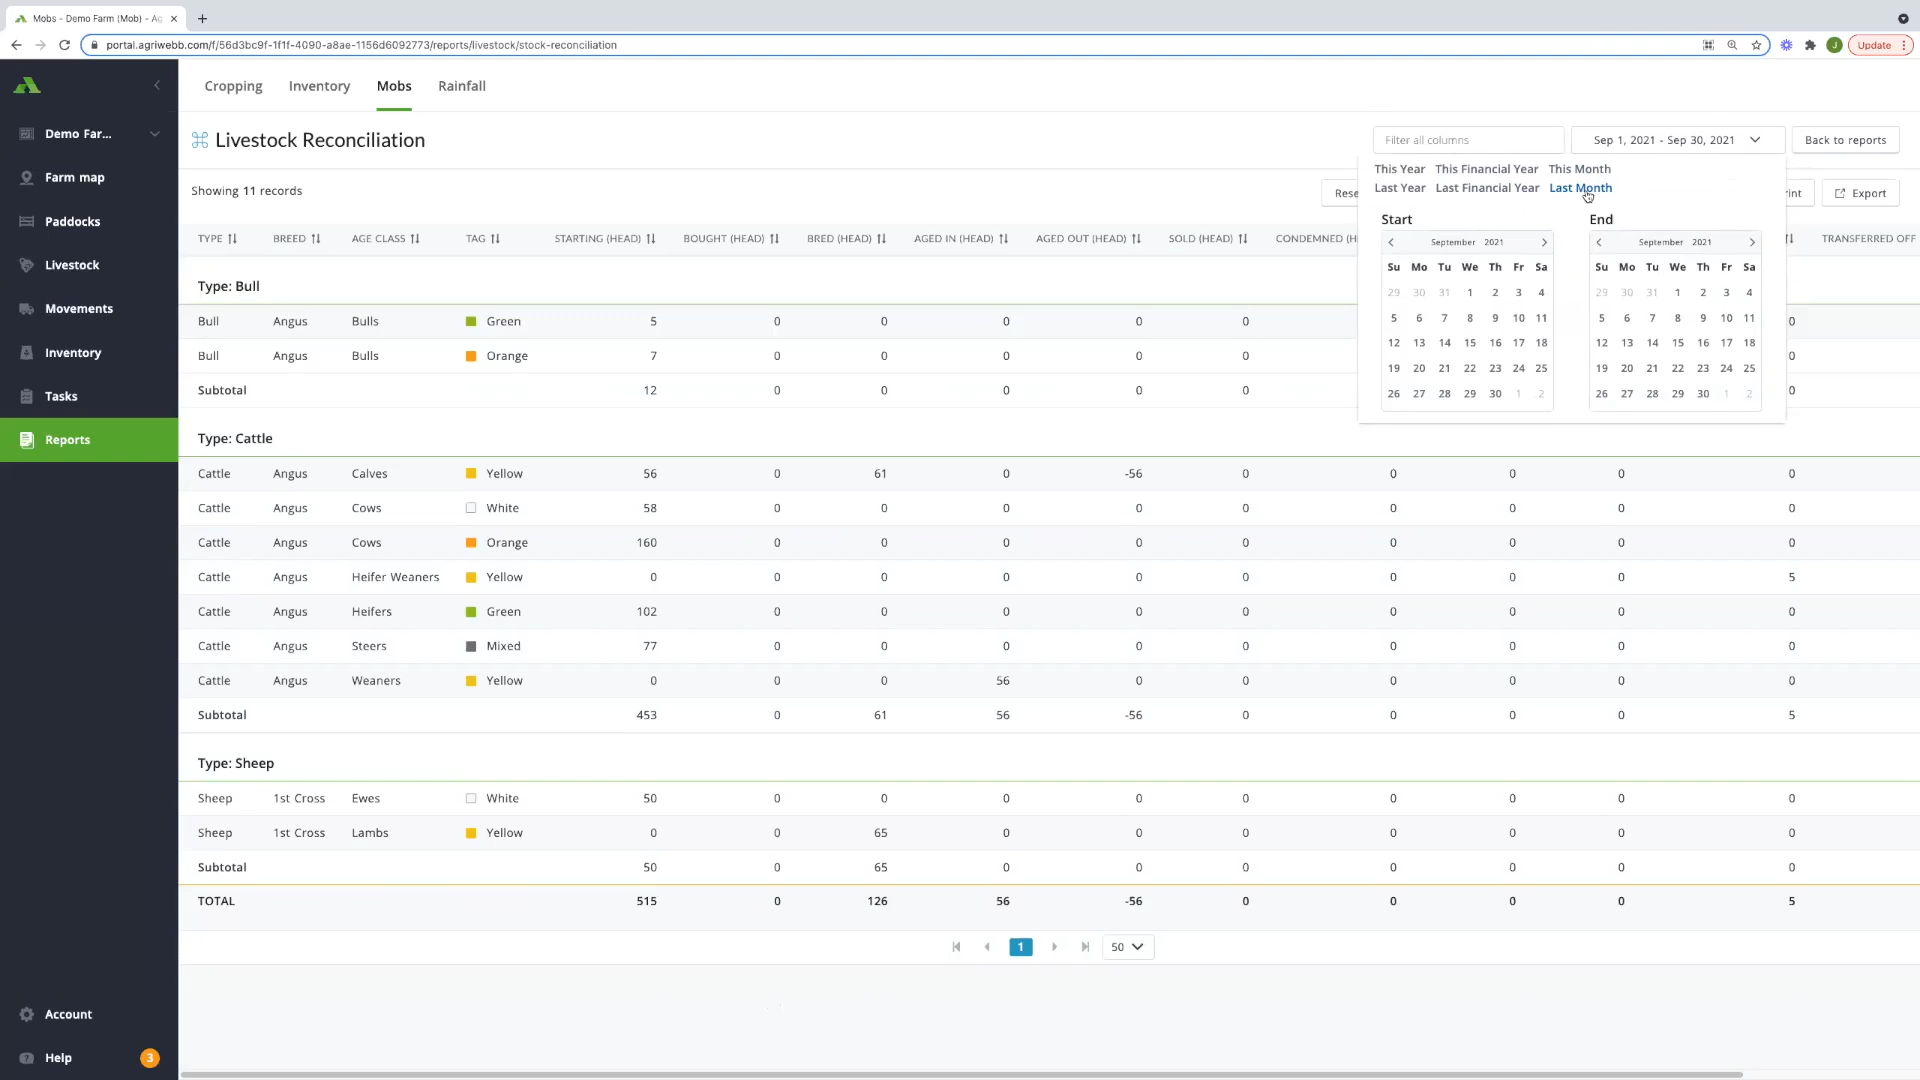 Mobs - Demo Farm (Mob) - Ag
portal.agriwebb.com/f/56d3bc9f-1f1f-4090-a8ae-1156d6092773/reports/livestock/stock-reconciliation
J
Update
Demo Far...
Farm map
Paddocks
Livestock
Movements
Inventory
Tasks
Reports
Account
Help 3
Cropping Inventory Mobs Rainfall
Livestock Reconciliation
Filter all columns
Sep 1, 2021 - Sep 30, 2021
Back to reports
Showing 11 records
Rese
int
Export
This Year This Financial Year This Month
Last Year Last Financial Year Last Month
Start End
September 2021 September 2021
Su Mo Tu We Th Fr Sa Su Mo Tu We Th Fr Sa
29 30 31 1 2 3 4 29 30 31 1 2 3 4
5 6 7 8 9 10 11 5 6 7 8 9 10 11
12 13 14 15 16 17 18 12 13 14 15 16 17 18
19 20 21 22 23 24 25 19 20 21 22 23 24 25
26 27 28 29 30 1 2 26 27 28 29 30 1 2
TYPE BREED AGE CLASS TAG STARTING (HEAD) BOUGHT (HEAD) BRED (HEAD) AGED IN (HEAD) AGED OUT (HEAD) SOLD (HEAD) CONDEMNED (H TRANSFERRED OFF
Type: Bull
Bull Angus Bulls Green 5 0 0 0 0 0 0
Bull Angus Bulls Orange 7 0 0 0 0 0 0
Subtotal 12 0 0 0 0 0 0
Type: Cattle
Cattle Angus Calves Yellow 56 0 61 0 -56 0 0 0 0 0
Cattle Angus Cows White 58 0 0 0 0 0 0 0 0 0
Cattle Angus Cows Orange 160 0 0 0 0 0 0 0 0 0
Cattle Angus Heifer Weaners Yellow 0 0 0 0 0 0 0 0 0 5
Cattle Angus Heifers Green 102 0 0 0 0 0 0 0 0 0
Cattle Angus Steers Mixed 77 0 0 0 0 0 0 0 0 0
Cattle Angus Weaners Yellow 0 0 0 56 0 0 0 0 0 0
Subtotal 453 0 61 56 -56 0 0 0 0 5
Type: Sheep
Sheep 1st Cross Ewes White 50 0 0 0 0 0 0 0 0 0
Sheep 1st Cross Lambs Yellow 0 0 65 0 0 0 0 0 0 0
Subtotal 50 0 65 0 0 0 0 0 0 0
TOTAL 515 0 126 56 -56 0 0 0 0 5
1 50